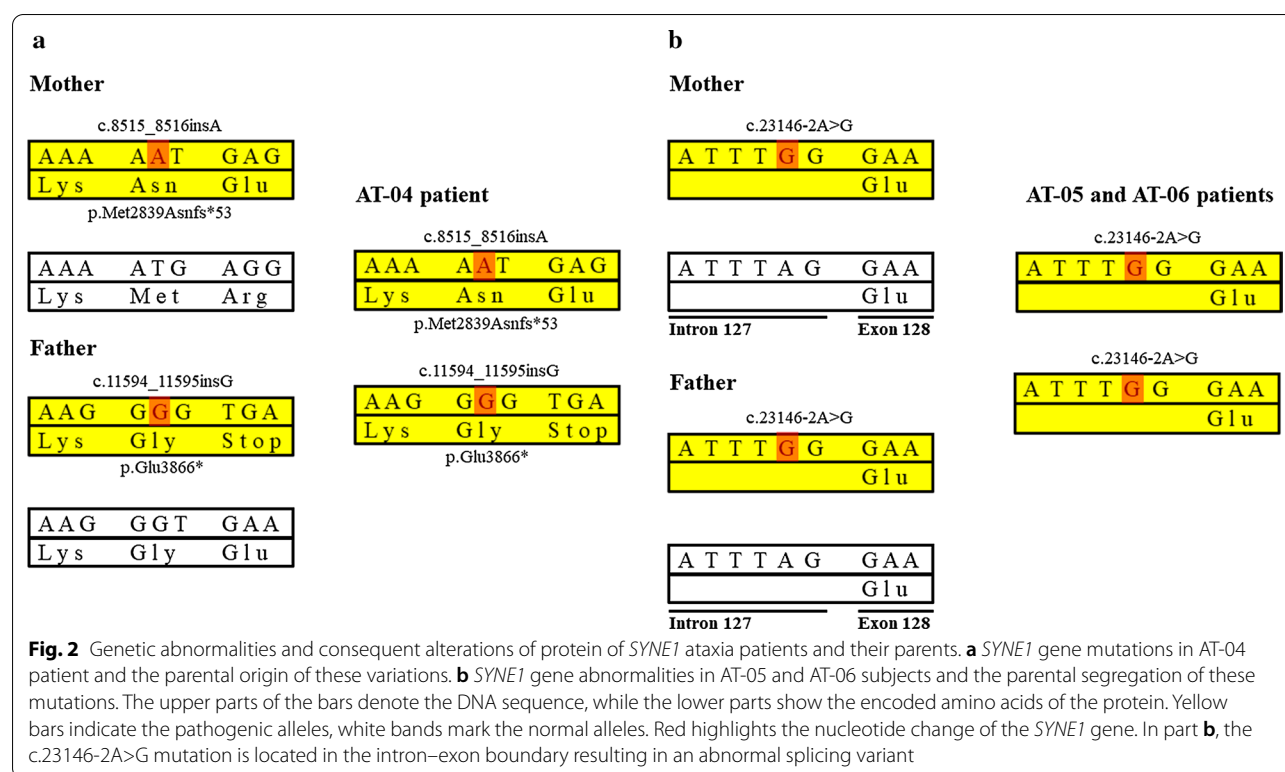 a
Mother
c.8515_8516insA
AAA AAT GAG
Lys Asn Glu
p.Met2839Asnfs*53
AAA ATG AGG
Lys Met Arg
Father
c.11594_11595insG
AAG GGG TGA
Lys Gly Stop
p.Glu3866*
AAG GGT GAA
Lys Gly Glu
AT-04 patient
c.8515_8516insA
AAA AAT GAG
Lys Asn Glu
p.Met2839Asnfs*53
c.11594_11595insG
AAG GGG TGA
Lys Gly Stop
p.Glu3866*
b
Mother
c.23146-2A>G
A T T T G G GAA
Glu
A T T T A G GAA
Glu
Intron 127 Exon 128
Father
c.23146-2A>G
A T T T G G GAA
Glu
A T T T A G GAA
Glu
Intron 127 Exon 128
AT-05 and AT-06 patients
c.23146-2A>G
A T T T G G GAA
Glu
c.23146-2A>G
A T T T G G GAA
Glu
Fig. 2 Genetic abnormalities and consequent alterations of protein of SYNE1 ataxia patients and their parents. a SYNE1 gene mutations in AT-04
patient and the parental origin of these variations. b SYNE1 gene abnormalities in AT-05 and AT-06 subjects and the parental segregation of these
mutations. The upper parts of the bars denote the DNA sequence, while the lower parts show the encoded amino acids of the protein. Yellow
bars indicate the pathogenic alleles, white bands mark the normal alleles. Red highlights the nucleotide change of the SYNE1 gene. In part b, the
c.23146-2A>G mutation is located in the intron–exon boundary resulting in an abnormal splicing variant